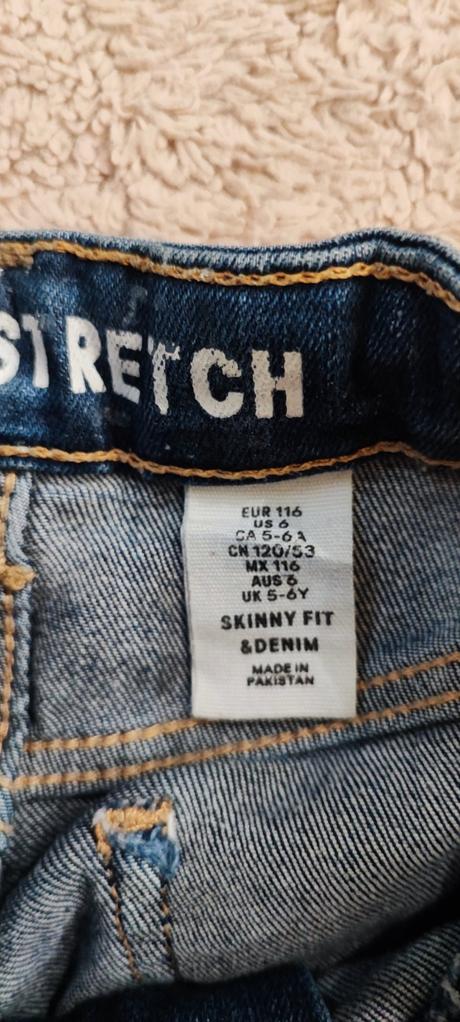 STRETCH
EUR 116
US 6
CA 5-6A
CN 120/53
MX 116
AUS 6
UK 5-6Y
SKINNY FIT
&DENIM
MADE IN
PAKISTAN